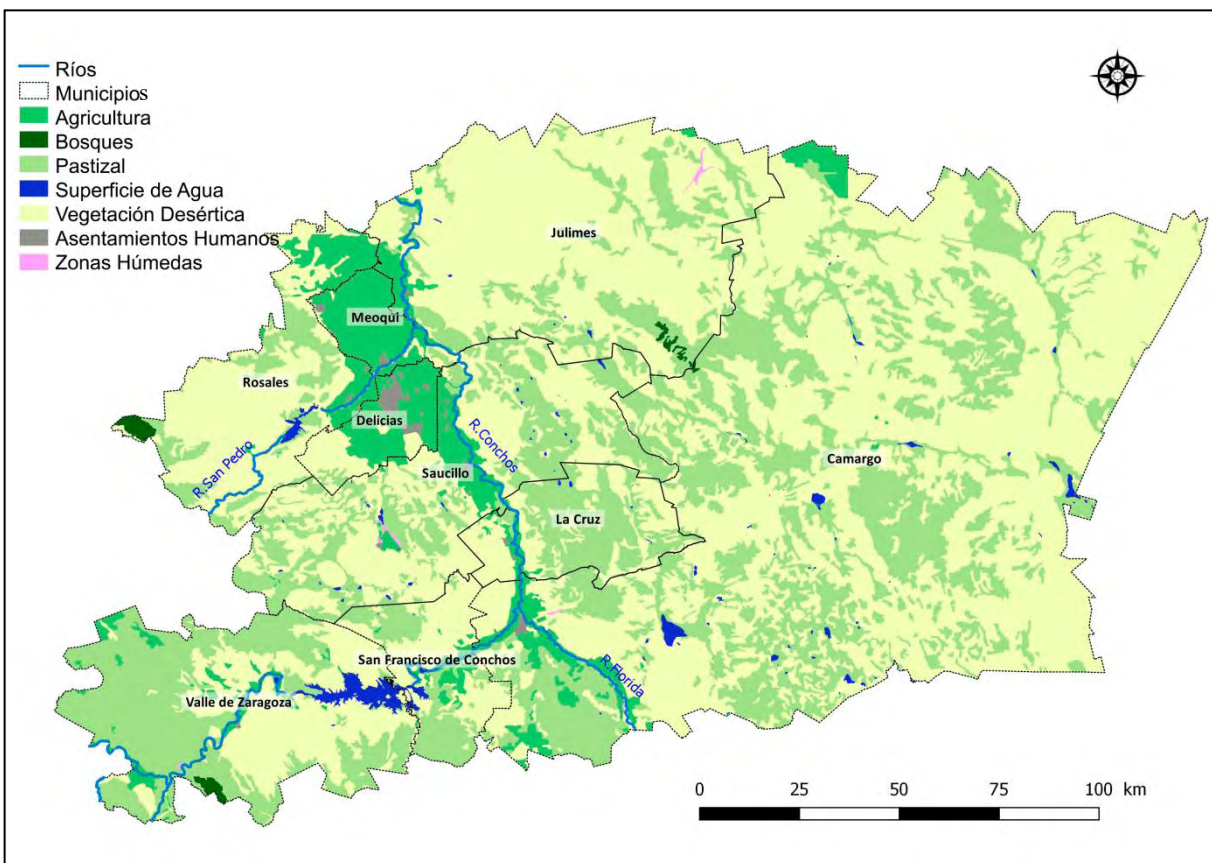 Ríos
Municipios
Agricultura
Bosques
Pastizal
Superficie de Agua
Vegetación Desértica
Asentamientos Humanos
Zonas Húmedas
Julimes
Meoqui
Rosales
Delicias
R.San Pedro
R.Conchos
Saucillo
Camargo
La Cruz
San Francisco de Conchos
R.Florida
Valle de Zaragoza
0 25 50 75 100 km